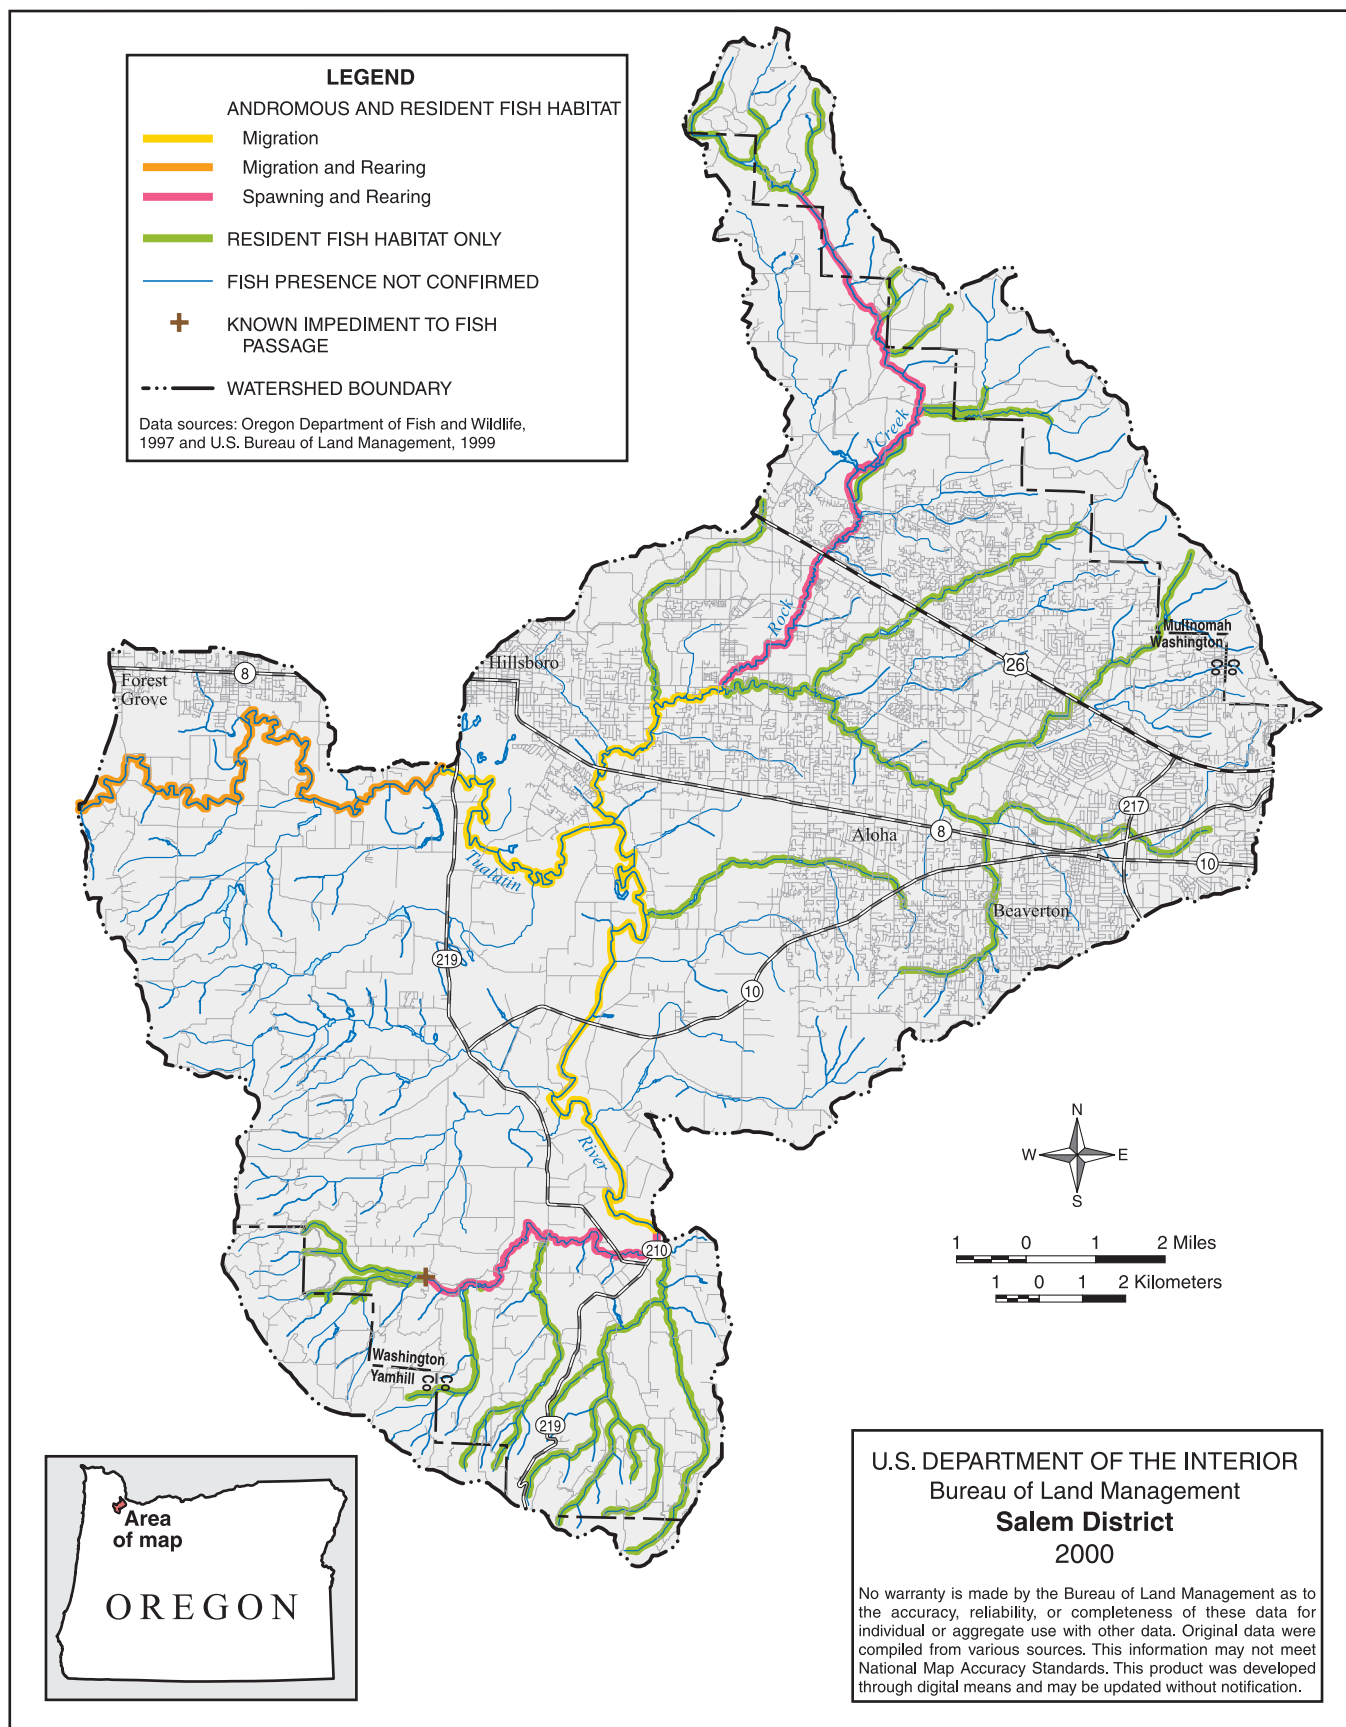 LEGEND
ANDROMOUS AND RESIDENT FISH HABITAT
Migration
Migration and Rearing
Spawning and Rearing
RESIDENT FISH HABITAT ONLY
FISH PRESENCE NOT CONFIRMED
KNOWN IMPEDIMENT TO FISH
PASSAGE
WATERSHED BOUNDARY
Data sources: Oregon Department of Fish and Wildlife,
1997 and U.S. Bureau of Land Management, 1999
Creek
Rock
Multnomah
Washington
Co
Co
26
Hillsboro
8
Forest
Grove
217
Aloha
8
10
Tualatin
Beaverton
219
10
River
N
W E
S
210
1 0 1 2 Miles
1 0 1 2 Kilometers
Washington
Yamhill
Co
Co
219
Area
of map
OREGON
U.S. DEPARTMENT OF THE INTERIOR
Bureau of Land Management
Salem District
2000
No warranty is made by the Bureau of Land Management as to
the accuracy, reliability, or completeness of these data for
individual or aggregate use with other data. Original data were
compiled from various sources. This information may not meet
National Map Accuracy Standards. This product was developed
through digital means and may be updated without notification.